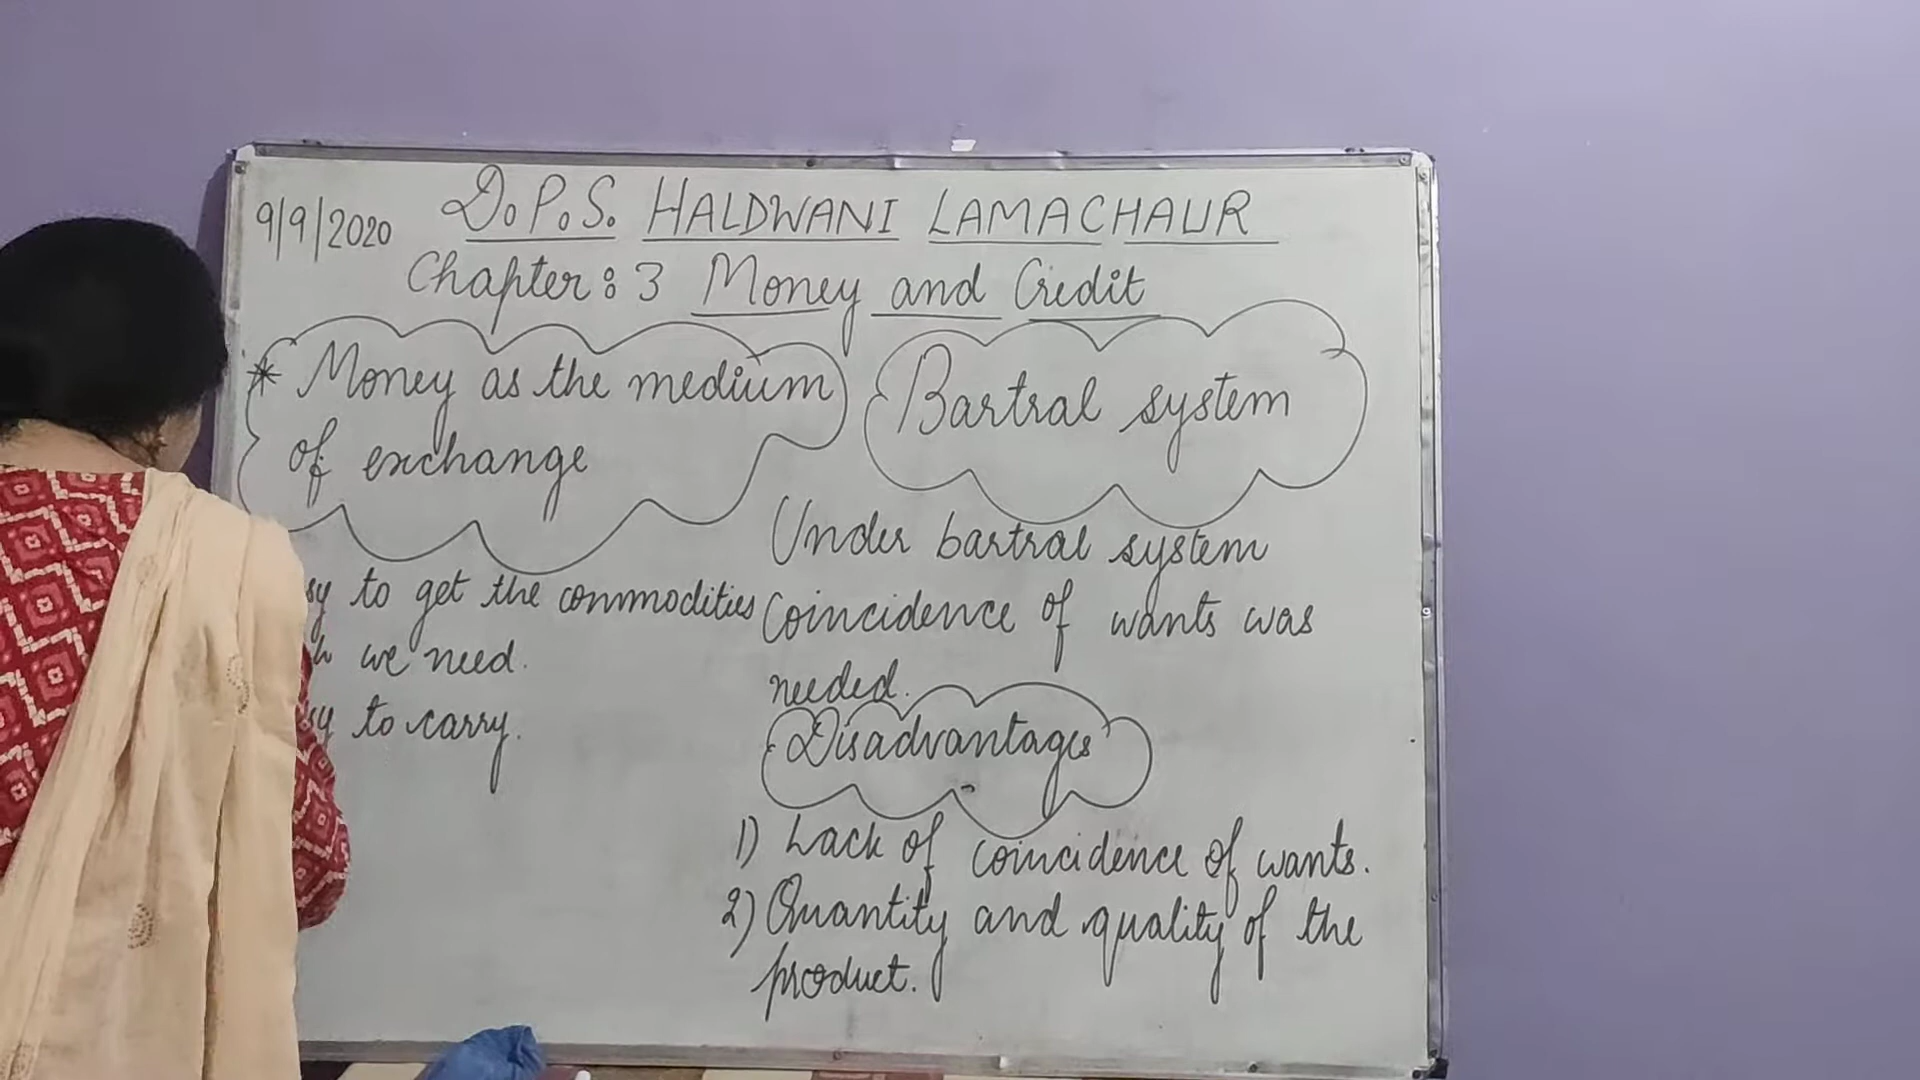 9/9/2020 D.P.S. HALDWANI LAMACHAUR
Chapter: 3 Money and Credit
* Money as the medium
of exchange
to get the commodities
we need.
to carry.
Bartral system
Under bartral system
Coincidence of wants was
needed.
Disadvantages
1) Lack of coincidence of wants.
2) Quantity and quality of the
product.